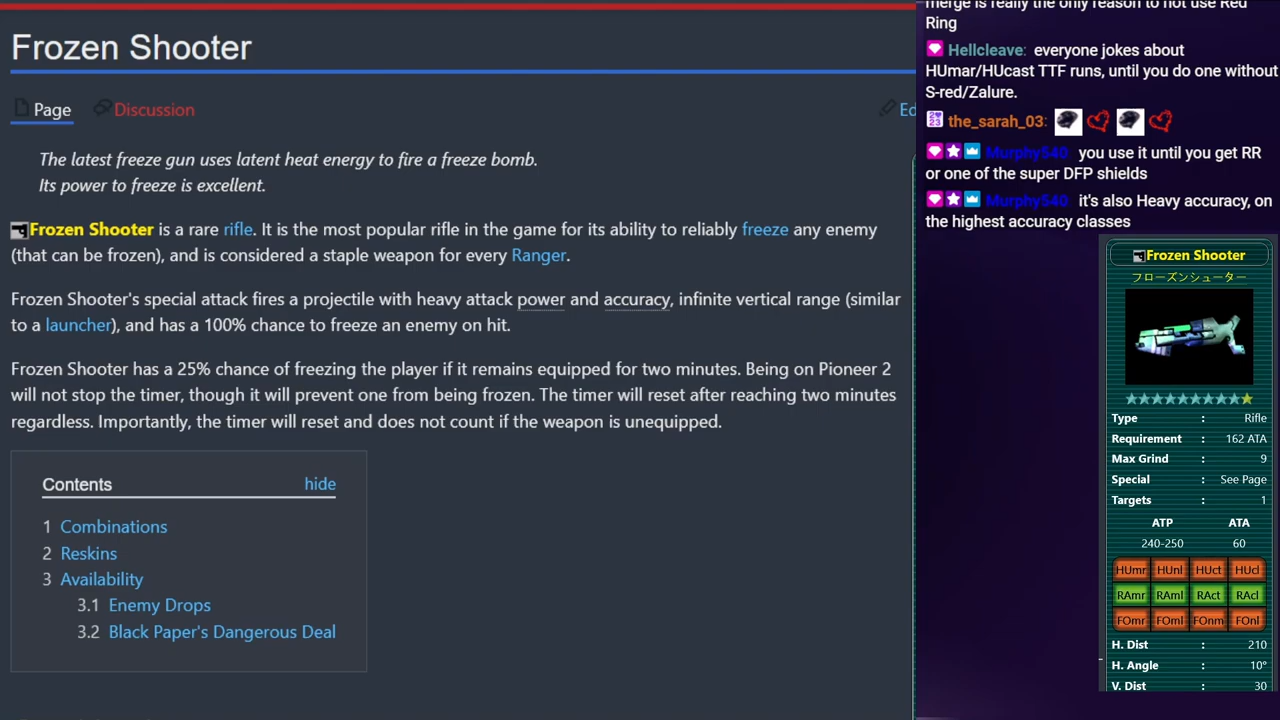 Frozen Shooter
Page
Discussion
Ed
The latest freeze gun uses latent heat energy to fire a freeze bomb.
Its power to freeze is excellent.
Frozen Shooter is a rare rifle. It is the most popular rifle in the game for its ability to reliably freeze any enemy
(that can be frozen), and is considered a staple weapon for every Ranger.
Frozen Shooter's special attack fires a projectile with heavy attack power and accuracy, infinite vertical range (similar
to a launcher), and has a 100% chance to freeze an enemy on hit.
Frozen Shooter has a 25% chance of freezing the player if it remains equipped for two minutes. Being on Pioneer 2
will not stop the timer, though it will prevent one from being frozen. The timer will reset after reaching two minutes
regardless. Importantly, the timer will reset and does not count if the weapon is unequipped.
Contents hide
1 Combinations
2 Reskins
3 Availability
3.1 Enemy Drops
3.2 Black Paper's Dangerous Deal
merge is really the only reason to not use Red
Ring
Hellcleave: everyone jokes about
HUmar/HUcast TTF runs, until you do one without
S-red/Zalure.
the_sarah_03:
Murphy540: you use it until you get RR
or one of the super DFP shields
Murphy540: it's also Heavy accuracy, on
the highest accuracy classes
Frozen Shooter
フローズンシューター
Type : Rifle
Requirement : 162 ATA
Max Grind : 9
Special : See Page
Targets : 1
ATP ATA
240-250 60
HUmr HUnl HUct HUcl
RAmr RAml RAct RAcl
FOmr FOml FOnm FOnl
H. Dist : 210
H. Angle : 10°
V. Dist : 30